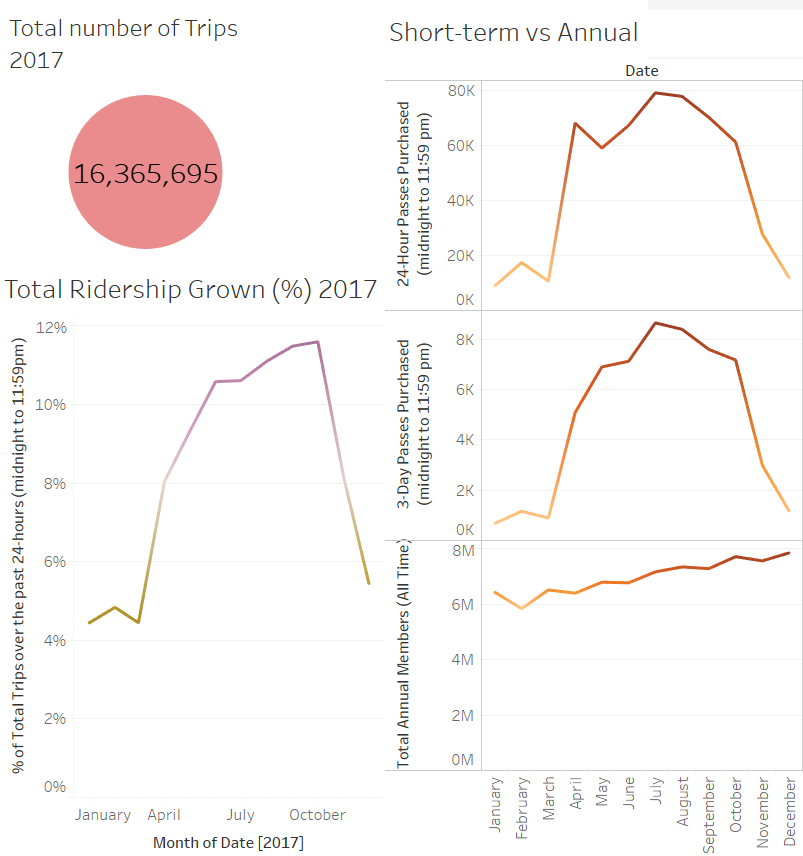 Total number of Trips
2017
16,365,695
Total Ridership Grown (%) 2017
% of Total Trips over the past 24-hours (midnight to 11:59pm)
12%
10%
8%
6%
4%
2%
0%
January April July October
Month of Date [2017]
Short-term vs Annual
Date
24-Hour Passes Purchased
(midnight to 11:59 pm)
80K
60K
40K
20K
0K
3-Day Passes Purchased
(midnight to 11:59 pm)
8K
6K
4K
2K
0K
Total Annual Members (All Time)
8M
6M
4M
2M
0M
January
February
March
April
May
June
July
August
September
October
November
December